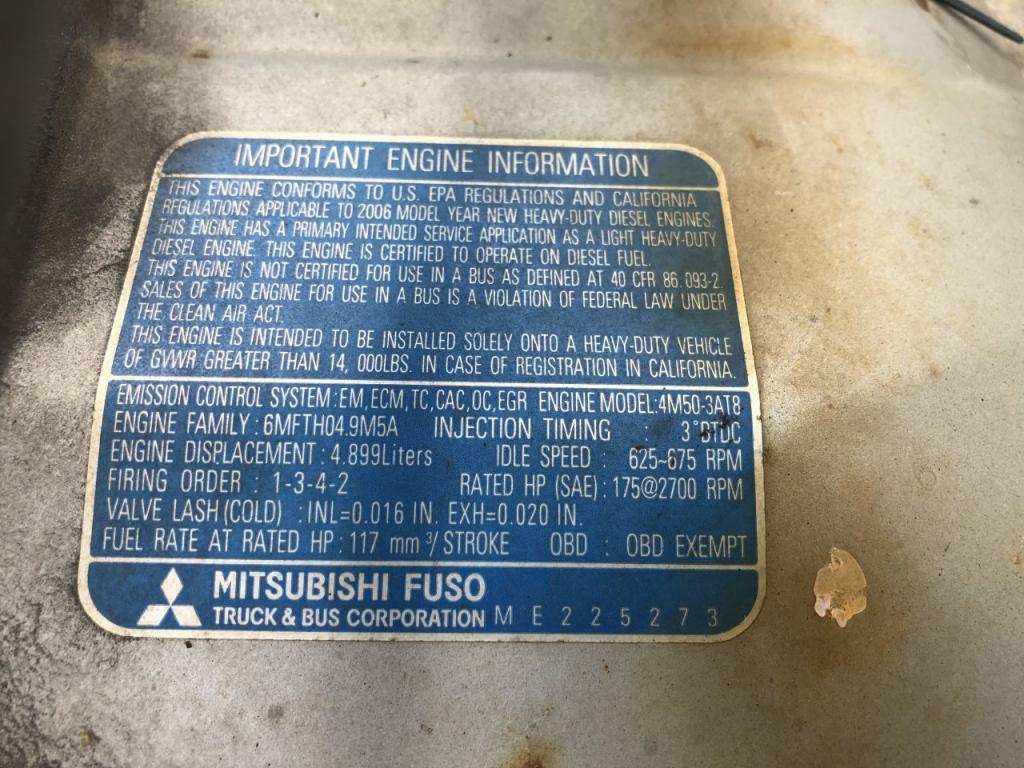 IMPORTANT ENGINE INFORMATION
THIS ENGINE CONFORMS TO U.S. EPA REGULATIONS AND CALIFORNIA
REGULATIONS APPLICABLE TO 2006 MODEL YEAR NEW HEAVY-DUTY DIESEL ENGINES.
THIS ENGINE HAS A PRIMARY INTENDED SERVICE APPLICATION AS A LIGHT HEAVY-DUTY
DIESEL ENGINE. THIS ENGINE IS CERTIFIED TO OPERATE ON DIESEL FUEL.
THIS ENGINE IS NOT CERTIFIED FOR USE IN A BUS AS DEFINED AT 40 CFR 86. 093-2.
SALES OF THIS ENGINE FOR USE IN A BUS IS A VIOLATION OF FEDERAL LAW UNDER
THE CLEAN AIR ACT.
THIS ENGINE IS INTENDED TO BE INSTALLED SOLELY ONTO A HEAVY-DUTY VEHICLE
OF GVWR GREATER THAN 14, 000LBS. IN CASE OF REGISTRATION IN CALIFORNIA.
EMISSION CONTROL SYSTEM:EM,ECM,TC,CAC,OC,EGR ENGINE MODEL:4M50-3AT8
ENGINE FAMILY : 6MFTH04.9M5A INJECTION TIMING : 3°BTDC
ENGINE DISPLACEMENT : 4.899Liters IDLE SPEED : 625~675 RPM
FIRING ORDER : 1-3-4-2 RATED HP (SAE) : 175@2700 RPM
VALVE LASH (COLD) : INL=0.016 IN. EXH=0.020 IN.
FUEL RATE AT RATED HP : 117 mm³/ STROKE OBD : OBD EXEMPT
MITSUBISHI FUSO
TRUCK & BUS CORPORATION ME225273